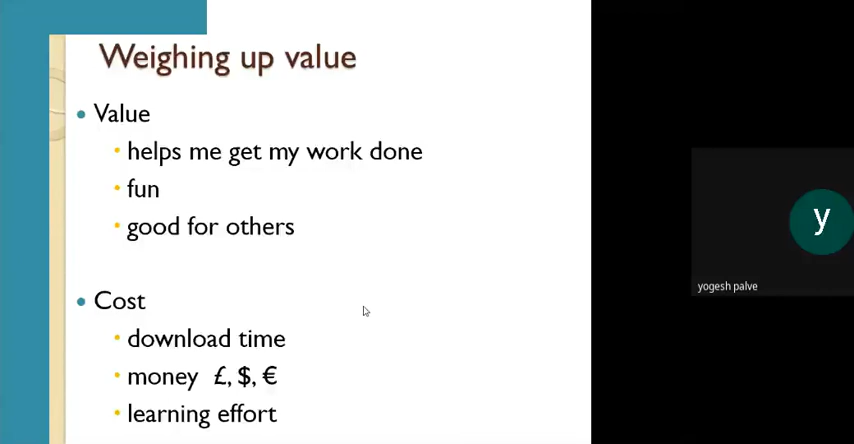 Weighing up value
• Value
• helps me get my work done
• fun
• good for others
• Cost
• download time
• money £, $, €
• learning effort
y
yogesh palve